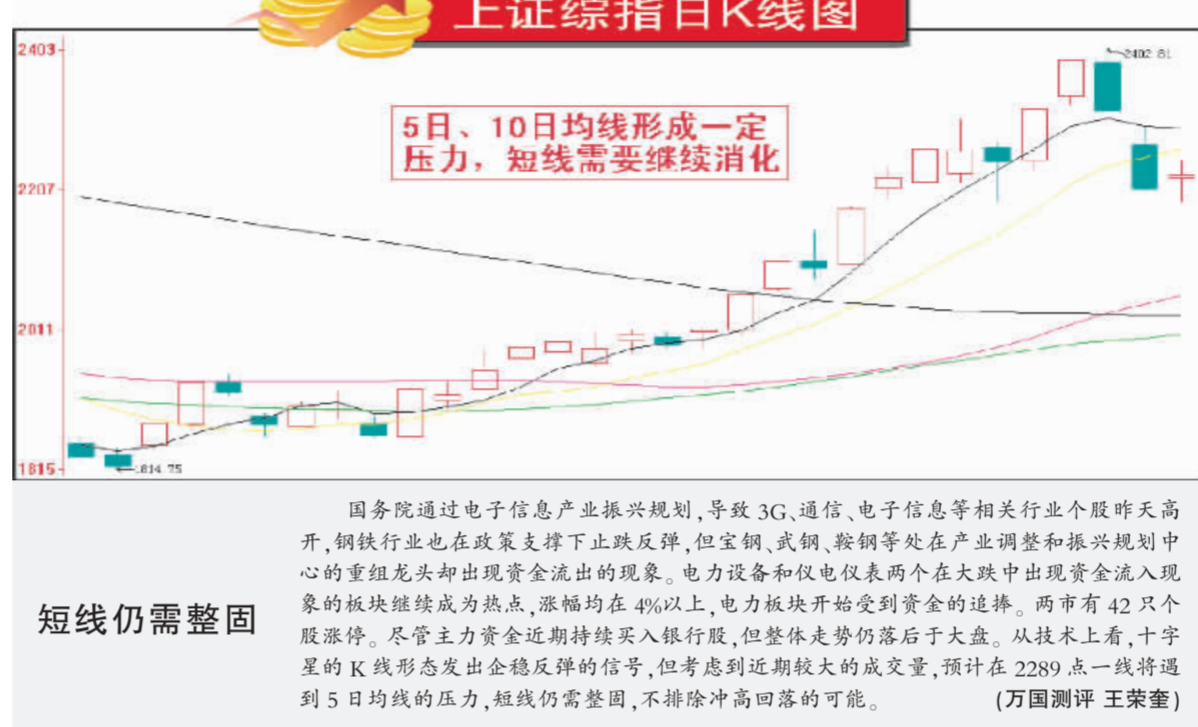 上证综指日K线图
2403
2402.61
5日、10日均线形成一定
压力，短线需要继续消化
2207
2011
1815
1814.75
短线仍需整固
国务院通过电子信息产业振兴规划,导致 3G、通信、电子信息等相关行业个股昨天高
开,钢铁行业也在政策支撑下止跌反弹,但宝钢、武钢、鞍钢等处在产业调整和振兴规划中
心的重组龙头却出现资金流出的现象。电力设备和仪电仪表两个在大跌中出现资金流入现
象的板块继续成为热点,涨幅均在 4%以上,电力板块开始受到资金的追捧。两市有 42 只个
股涨停。尽管主力资金近期持续买入银行股,但整体走势仍落后于大盘。从技术上看,十字
星的 K 线形态发出企稳反弹的信号,但考虑到近期较大的成交量,预计在 2289 点一线将遇
到 5 日均线的压力,短线仍需整固,不排除冲高回落的可能。
(万国测评 王荣奎)